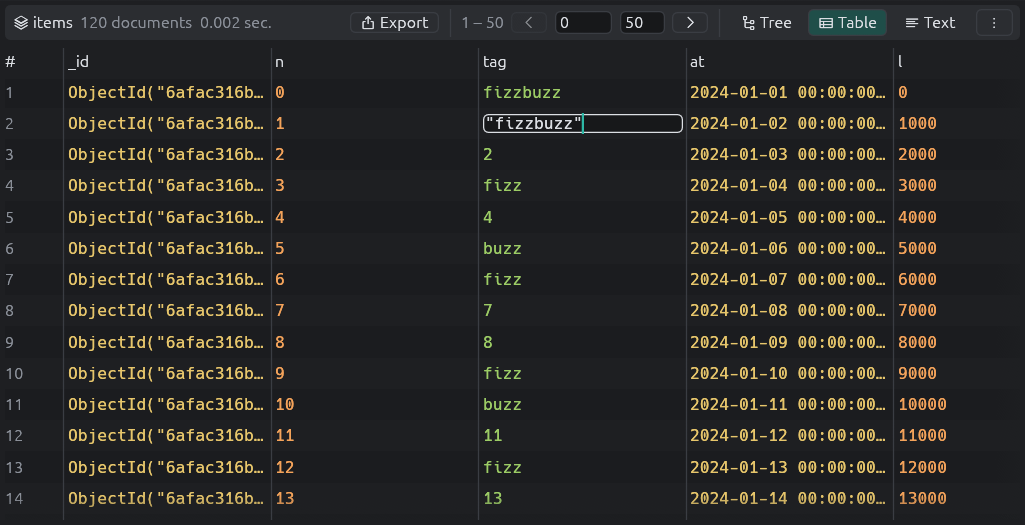 items 120 documents 0.002 sec. Export 1 – 50 0 50 Tree Table Text
# _id n tag at l
1 ObjectId("6afac316b… 0 fizzbuzz 2024-01-01 00:00:00… 0
2 ObjectId("6afac316b… 1 "fizzbuzz" 2024-01-02 00:00:00… 1000
3 ObjectId("6afac316b… 2 2 2024-01-03 00:00:00… 2000
4 ObjectId("6afac316b… 3 fizz 2024-01-04 00:00:00… 3000
5 ObjectId("6afac316b… 4 4 2024-01-05 00:00:00… 4000
6 ObjectId("6afac316b… 5 buzz 2024-01-06 00:00:00… 5000
7 ObjectId("6afac316b… 6 fizz 2024-01-07 00:00:00… 6000
8 ObjectId("6afac316b… 7 7 2024-01-08 00:00:00… 7000
9 ObjectId("6afac316b… 8 8 2024-01-09 00:00:00… 8000
10 ObjectId("6afac316b… 9 fizz 2024-01-10 00:00:00… 9000
11 ObjectId("6afac316b… 10 buzz 2024-01-11 00:00:00… 10000
12 ObjectId("6afac316b… 11 11 2024-01-12 00:00:00… 11000
13 ObjectId("6afac316b… 12 fizz 2024-01-13 00:00:00… 12000
14 ObjectId("6afac316b… 13 13 2024-01-14 00:00:00… 13000